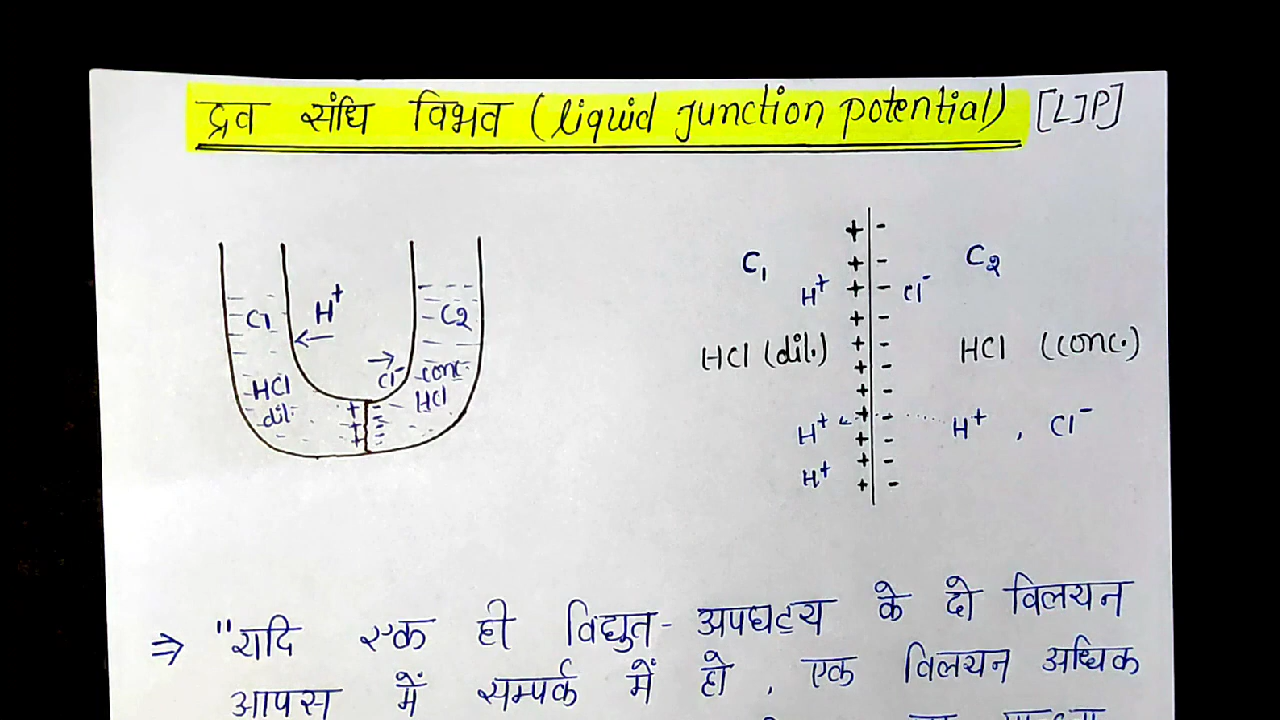 द्रव संधि विभव (liquid junction potential) [LJP]
C1 H+ C2
HCl dil. Cl- conc. HCl
+ -
+ -
+ -
C1 C2
H+ Cl-
HCl (dil.) HCl (conc.)
H+ H+ , Cl-
H+
⇒ "यदि एक ही विद्युत-अपघट्य के दो विलयन
आपस में सम्पर्क में हो, एक विलयन अधिक